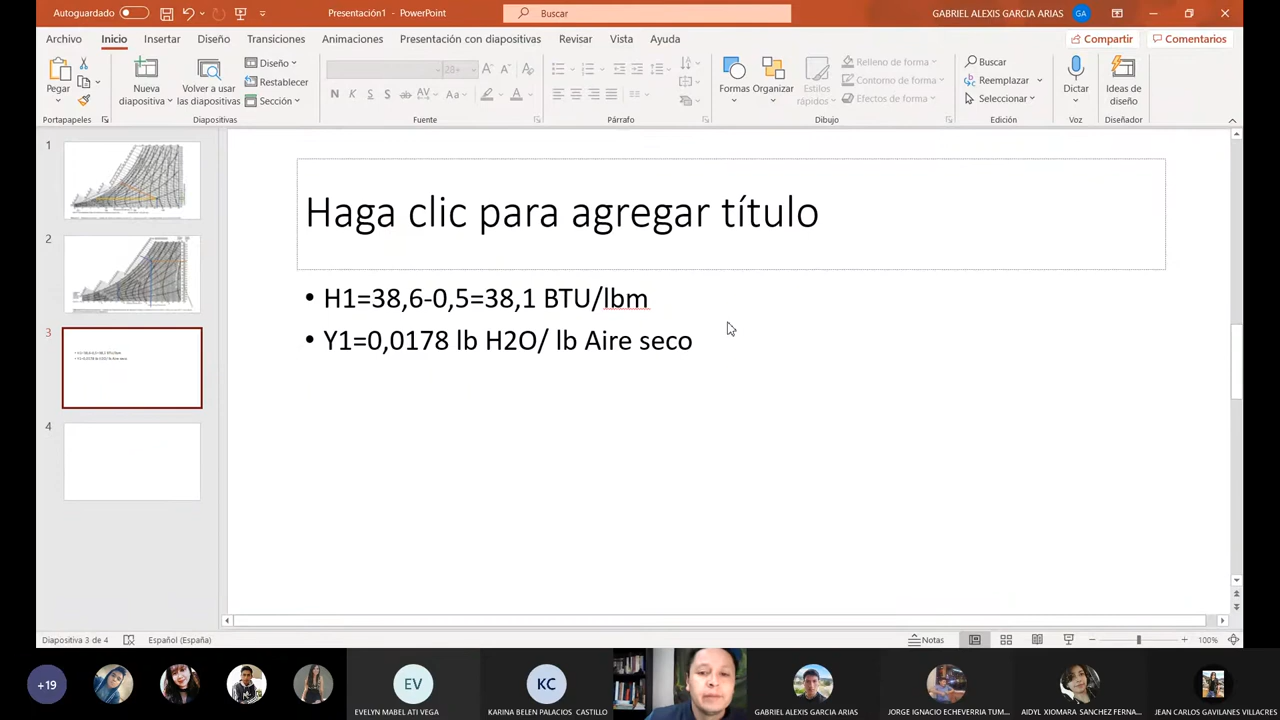 Autoguardado
Presentación1 - PowerPoint
Buscar
GABRIEL ALEXIS GARCIA ARIAS
GA
Archivo
Inicio
Insertar
Diseño
Transiciones
Animaciones
Presentación con diapositivas
Revisar
Vista
Ayuda
Compartir
Comentarios
Pegar
Nueva diapositiva
Volver a usar las diapositivas
Diseño
Restablecer
Sección
28+
N K S S
Aa
Formas
Organizar
Estilos rápidos
Relleno de forma
Contorno de forma
Efectos de forma
Buscar
Reemplazar
Seleccionar
Dictar
Ideas de diseño
Portapapeles
Diapositivas
Fuente
Párrafo
Dibujo
Edición
Voz
Diseñador
1
2
3
4
Haga clic para agregar título
• H1=38,6-0,5=38,1 BTU/lbm
• Y1=0,0178 lb H2O/ lb Aire seco
Diapositiva 3 de 4
Español (España)
Notas
100%
+19
EV
EVELYN MABEL ATI VEGA
KC
KARINA BELEN PALACIOS CASTILLO
GABRIEL ALEXIS GARCIA ARIAS
JORGE IGNACIO ECHEVERRIA TUM...
AIDYL XIOMARA SANCHEZ FERNA...
JEAN CARLOS GAVILANES VILLACRES